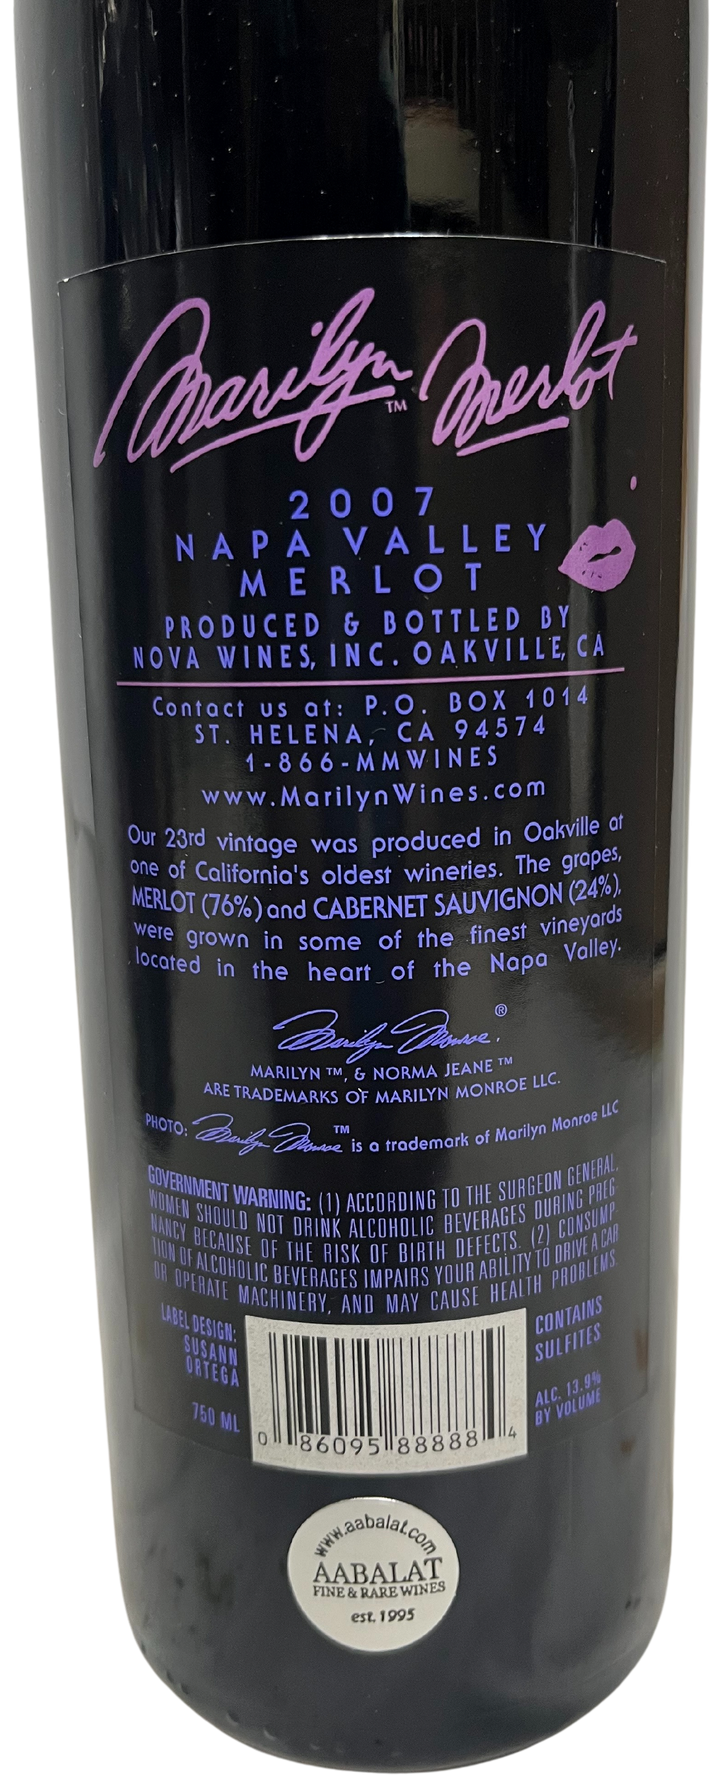 Marilyn™ Merlot
2007
NAPA VALLEY
MERLOT
PRODUCED & BOTTLED BY
NOVA WINES, INC. OAKVILLE, CA
Contact us at: P.O. BOX 1014
ST. HELENA, CA 94574
1-866-MMWINES
www.MarilynWines.com
Our 23rd vintage was produced in Oakville at
one of California's oldest wineries. The grapes,
MERLOT (76%) and CABERNET SAUVIGNON (24%),
were grown in some of the finest vineyards
located in the heart of the Napa Valley.
Marilyn Monroe®
MARILYN ™, & NORMA JEANE ™
ARE TRADEMARKS OF MARILYN MONROE LLC.
PHOTO: Marilyn Monroe™ is a trademark of Marilyn Monroe LLC
GOVERNMENT WARNING: (1) ACCORDING TO THE SURGEON GENERAL,
WOMEN SHOULD NOT DRINK ALCOHOLIC BEVERAGES DURING PREG-
NANCY BECAUSE OF THE RISK OF BIRTH DEFECTS. (2) CONSUMP-
TION OF ALCOHOLIC BEVERAGES IMPAIRS YOUR ABILITY TO DRIVE A CAR
OR OPERATE MACHINERY, AND MAY CAUSE HEALTH PROBLEMS.
LABEL DESIGN:
SUSANN
ORTEGA
750 ML
0 86095 88888 4
CONTAINS
SULFITES
ALC. 13.9%
BY VOLUME
www.aabalat.com
AABALAT
FINE & RARE WINES
est. 1995